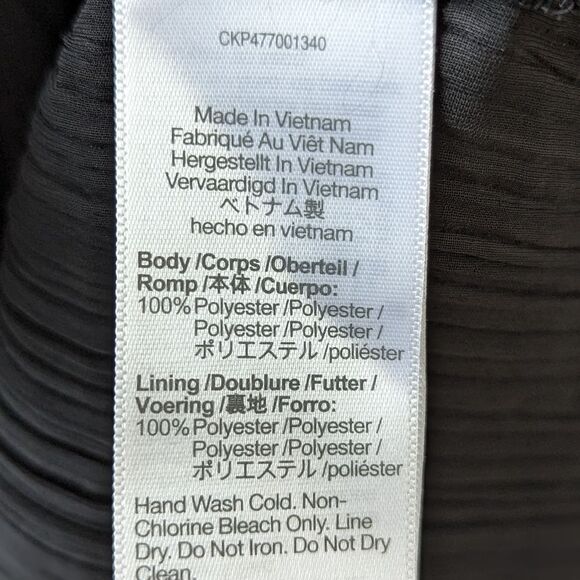 CKP477001340
Made In Vietnam
Fabriqué Au Viêt Nam
Hergestellt In Vietnam
Vervaardigd In Vietnam
ベトナム製
hecho en vietnam
Body /Corps /Oberteil /
Romp /本体 /Cuerpo:
100% Polyester /Polyester /
Polyester /Polyester /
ポリエステル /poliéster
Lining /Doublure /Futter /
Voering /裏地 /Forro:
100% Polyester /Polyester /
Polyester /Polyester /
ポリエステル /poliéster
Hand Wash Cold. Non-
Chlorine Bleach Only. Line
Dry. Do Not Iron. Do Not Dry
Clean.